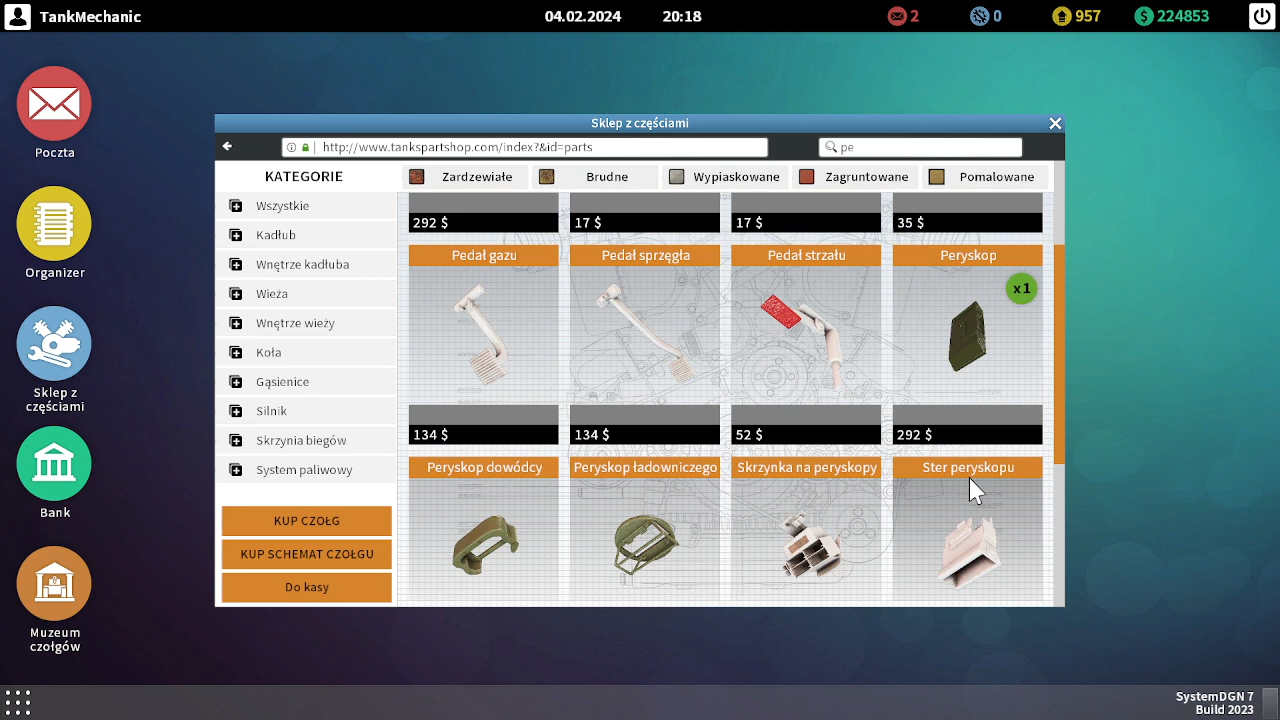 TankMechanic 04.02.2024 20:18 2 0 957 224853
Poczta
Organizer
Sklep z
częściami
Bank
Muzeum
czołgów
Sklep z częściami
http://www.tankspartshop.com/index?&id=parts pe
KATEGORIE
Wszystkie
Kadłub
Wnętrze kadłuba
Wieża
Wnętrze wieży
Koła
Gąsienice
Silnik
Skrzynia biegów
System paliwowy
KUP CZOŁG
KUP SCHEMAT CZOŁGU
Do kasy
Zardzewiałe Brudne Wypiaskowane Zagruntowane Pomalowane
292 $ 17 $ 17 $ 35 $
Pedał gazu Pedał sprzęgła Pedał strzału Peryskop
x1
134 $ 134 $ 52 $ 292 $
Peryskop dowódcy Peryskop ładowniczego Skrzynka na peryskopy Ster peryskopu
SystemDGN 7
Build 2023